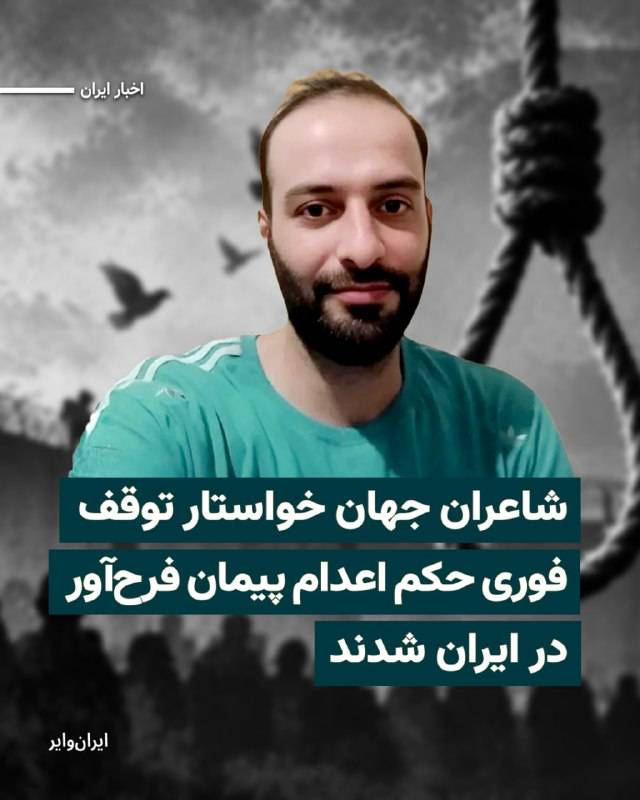 اخبار ایران
شاعران جهان خواستار توقف
فوری حکم اعدام پیمان فرح‌آور
در ایران شدند
ایران‌وایر